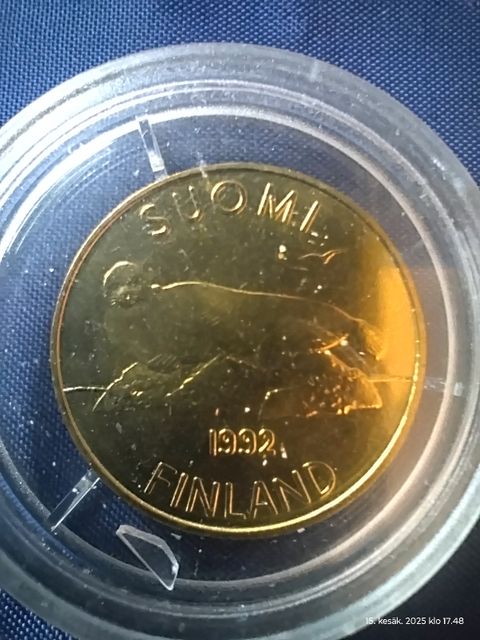 SUOMI
1992
FINLAND
15. kesäk. 2025 klo 17.48